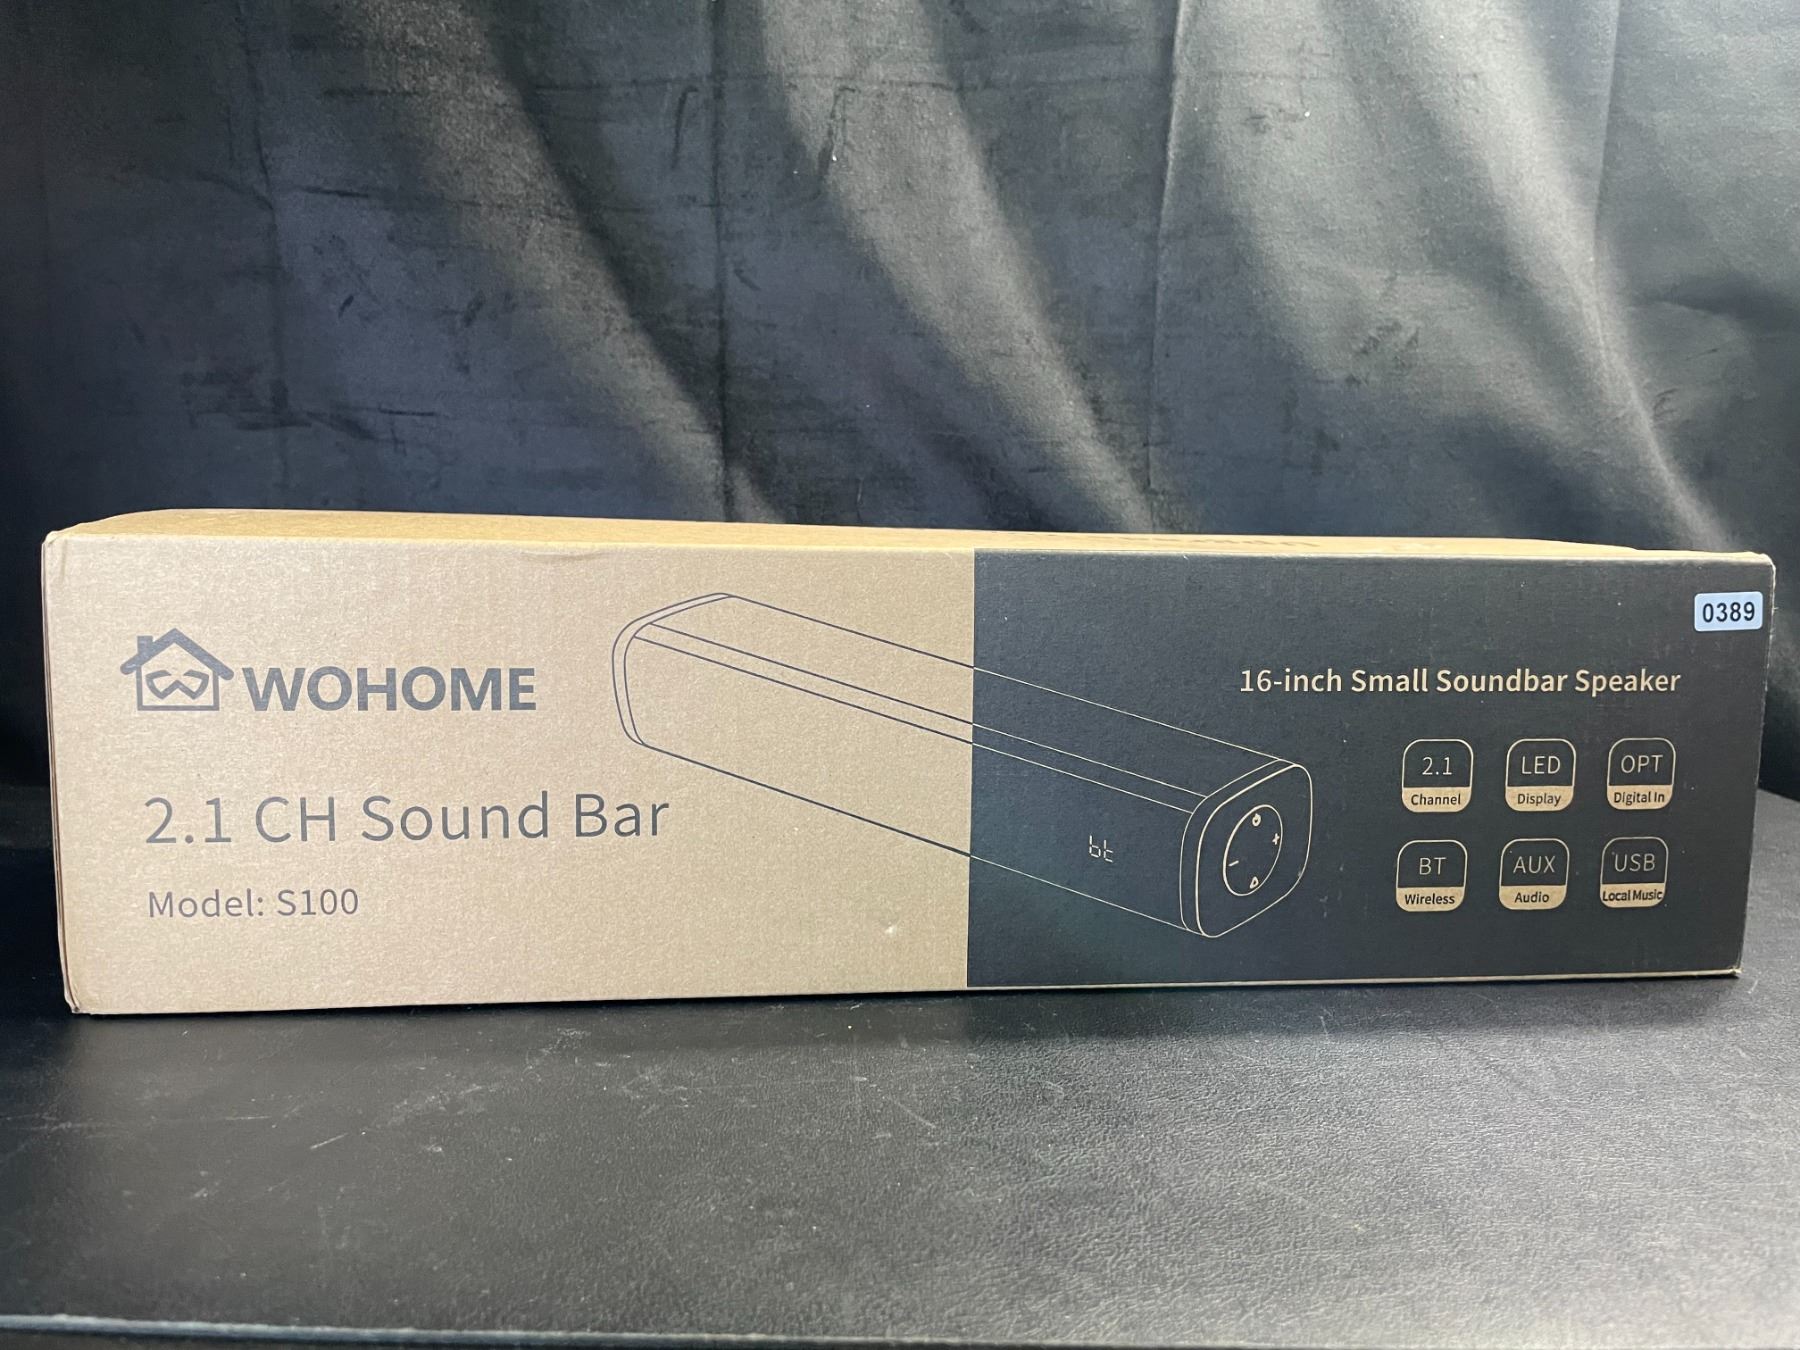 WOHOME
2.1 CH Sound Bar
Model: S100
bt
0389
16-inch Small Soundbar Speaker
2.1
Channel
LED
Display
OPT
Digital In
BT
Wireless
AUX
Audio
USB
Local Music